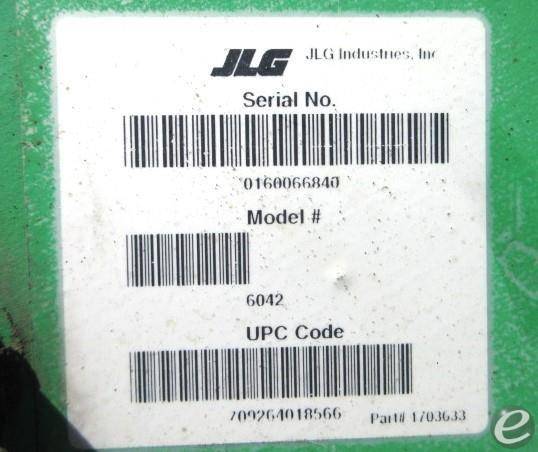 JLG JLG Industries, Inc
Serial No.
0160066840
Model #
6042
UPC Code
709264018566 Part# 1703633
e